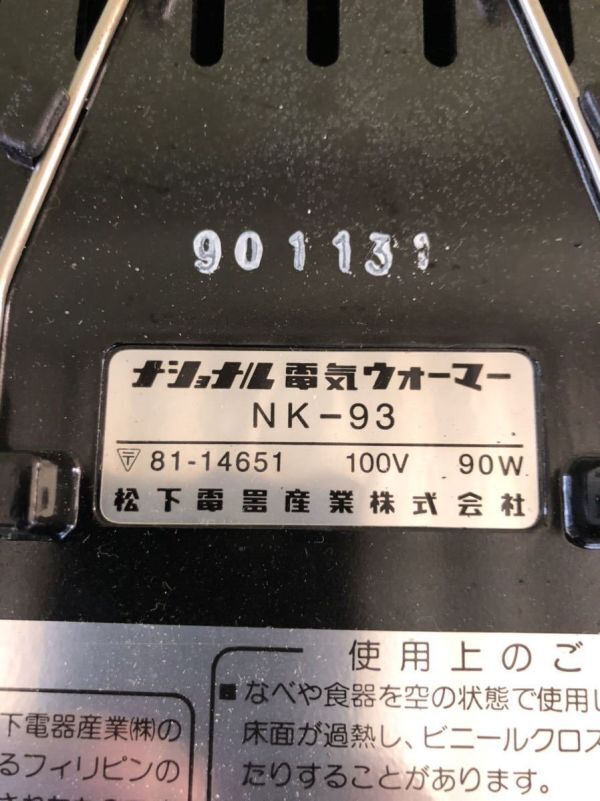 901131
ナショナル電気ウォーマー
NK-93
〒 81-14651 100V 90W
松下電器産業株式会社
使用上のご
■なべや食器を空の状態で使用し
床面が過熱し、ビニールクロス
たりすることがあります。
下電器産業㈱の
るフィリピンの